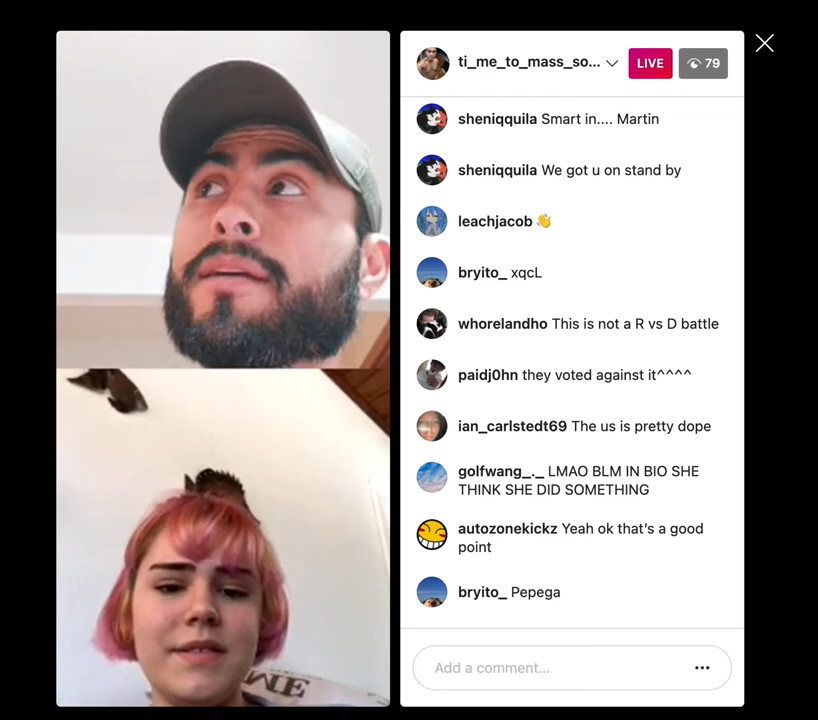 ti_me_to_mass_so...
LIVE
79
sheniqquila Smart in.... Martin
sheniqquila We got u on stand by
leachjacob 👋
bryito_ xqcL
whorelandho This is not a R vs D battle
paidj0hn they voted against it^^^^
ian_carlstedt69 The us is pretty dope
golfwang_._ LMAO BLM IN BIO SHE
THINK SHE DID SOMETHING
autozonekickz Yeah ok that's a good
point
bryito_ Pepega
Add a comment...